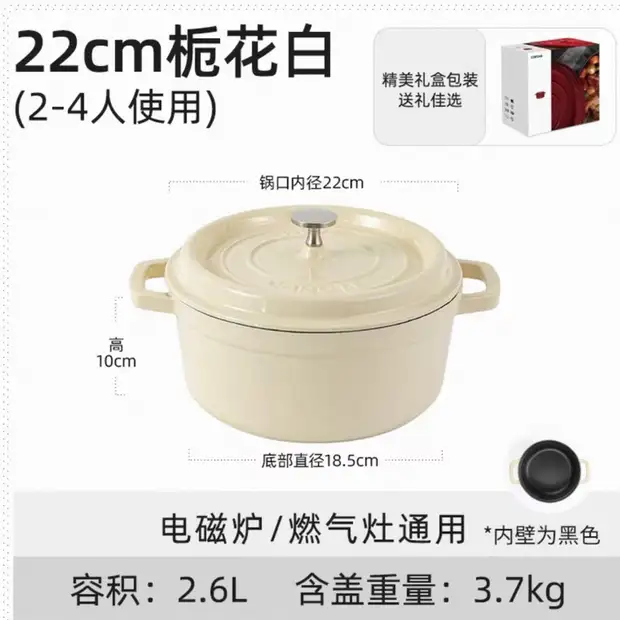 22cm栀花白
(2-4人使用)
精美礼盒包装
送礼佳选
锅口内径22cm
高
10cm
底部直径18.5cm
电磁炉/燃气灶通用
*内壁为黑色
容积：2.6L 含盖重量：3.7kg